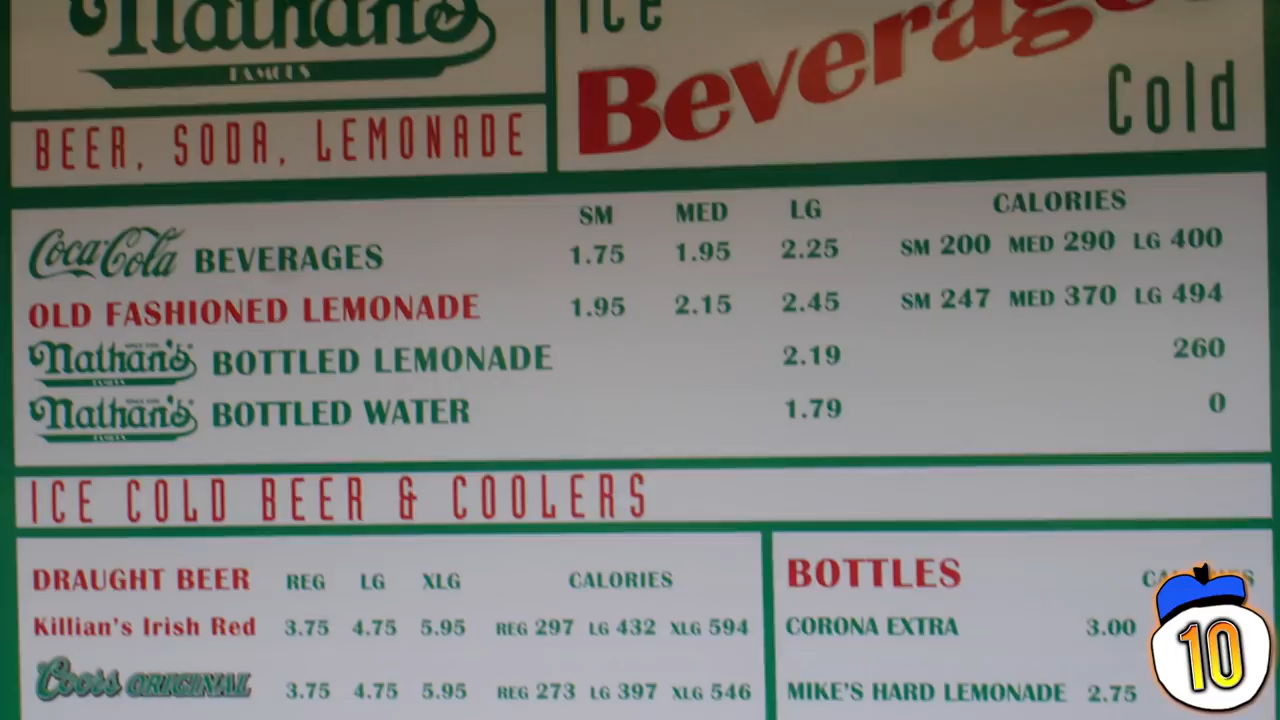 Nathan's
FAMOUS
Ice
Beverages
Cold
BEER, SODA, LEMONADE
SM MED LG CALORIES
Coca-Cola BEVERAGES 1.75 1.95 2.25 SM 200 MED 290 LG 400
OLD FASHIONED LEMONADE 1.95 2.15 2.45 SM 247 MED 370 LG 494
Nathan's FAMOUS BOTTLED LEMONADE 2.19 260
Nathan's FAMOUS BOTTLED WATER 1.79 0
ICE COLD BEER & COOLERS
DRAUGHT BEER REG LG XLG CALORIES
Killian's Irish Red 3.75 4.75 5.95 REG 297 LG 432 XLG 594
Coors ORIGINAL 3.75 4.75 5.95 REG 273 LG 397 XLG 546
BOTTLES CALORIES
CORONA EXTRA 3.00
MIKE'S HARD LEMONADE 2.75
10